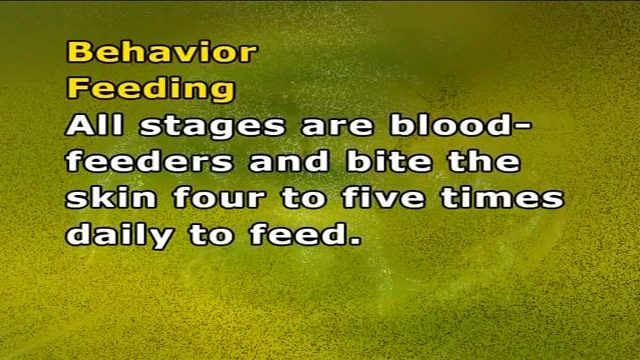 Behavior
Feeding
All stages are blood-
feeders and bite the
skin four to five times
daily to feed.